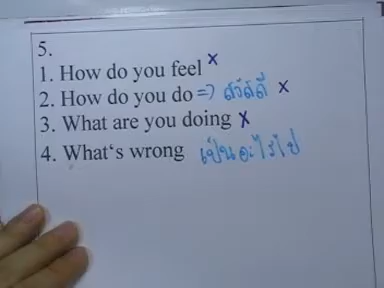 5.
1. How do you feel x
2. How do you do => สวัสดี x
3. What are you doing x
4. What's wrong เป็นอะไรไป